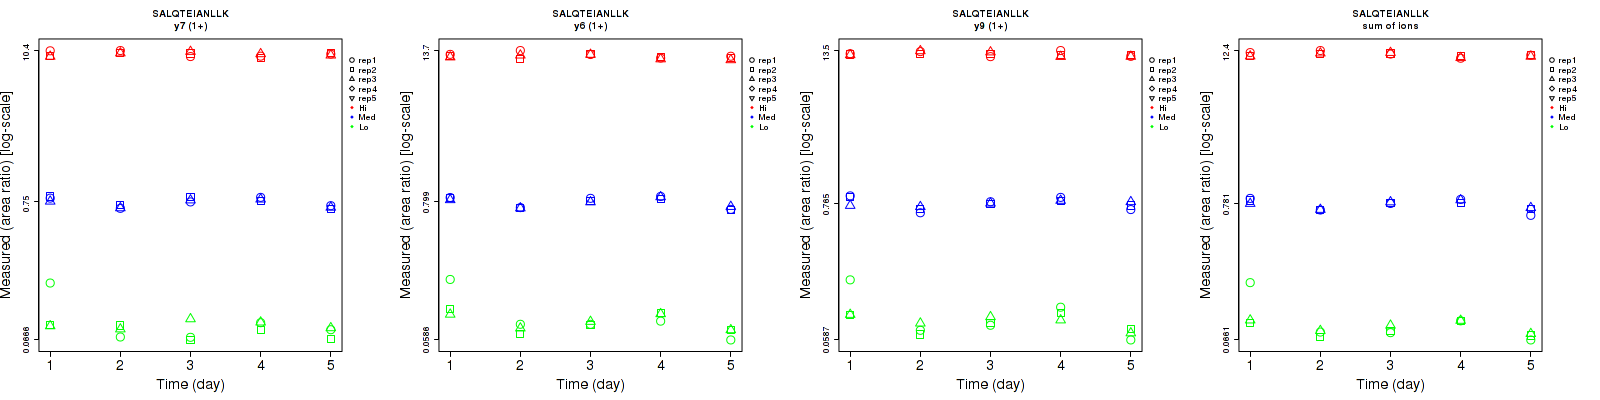 SALQTEIANLLK
y7 (1+)
Measured (area ratio) [log-scale]
10.4
0.75
0.0666
1 2 3 4 5
Time (day)
rep1
rep2
rep3
rep4
rep5
Hi
Med
Lo
SALQTEIANLLK
y6 (1+)
Measured (area ratio) [log-scale]
13.7
0.799
0.0586
1 2 3 4 5
Time (day)
rep1
rep2
rep3
rep4
rep5
Hi
Med
Lo
SALQTEIANLLK
y9 (1+)
Measured (area ratio) [log-scale]
13.5
0.765
0.0587
1 2 3 4 5
Time (day)
rep1
rep2
rep3
rep4
rep5
Hi
Med
Lo
SALQTEIANLLK
sum of ions
Measured (area ratio) [log-scale]
12.4
0.781
0.0661
1 2 3 4 5
Time (day)
rep1
rep2
rep3
rep4
rep5
Hi
Med
Lo